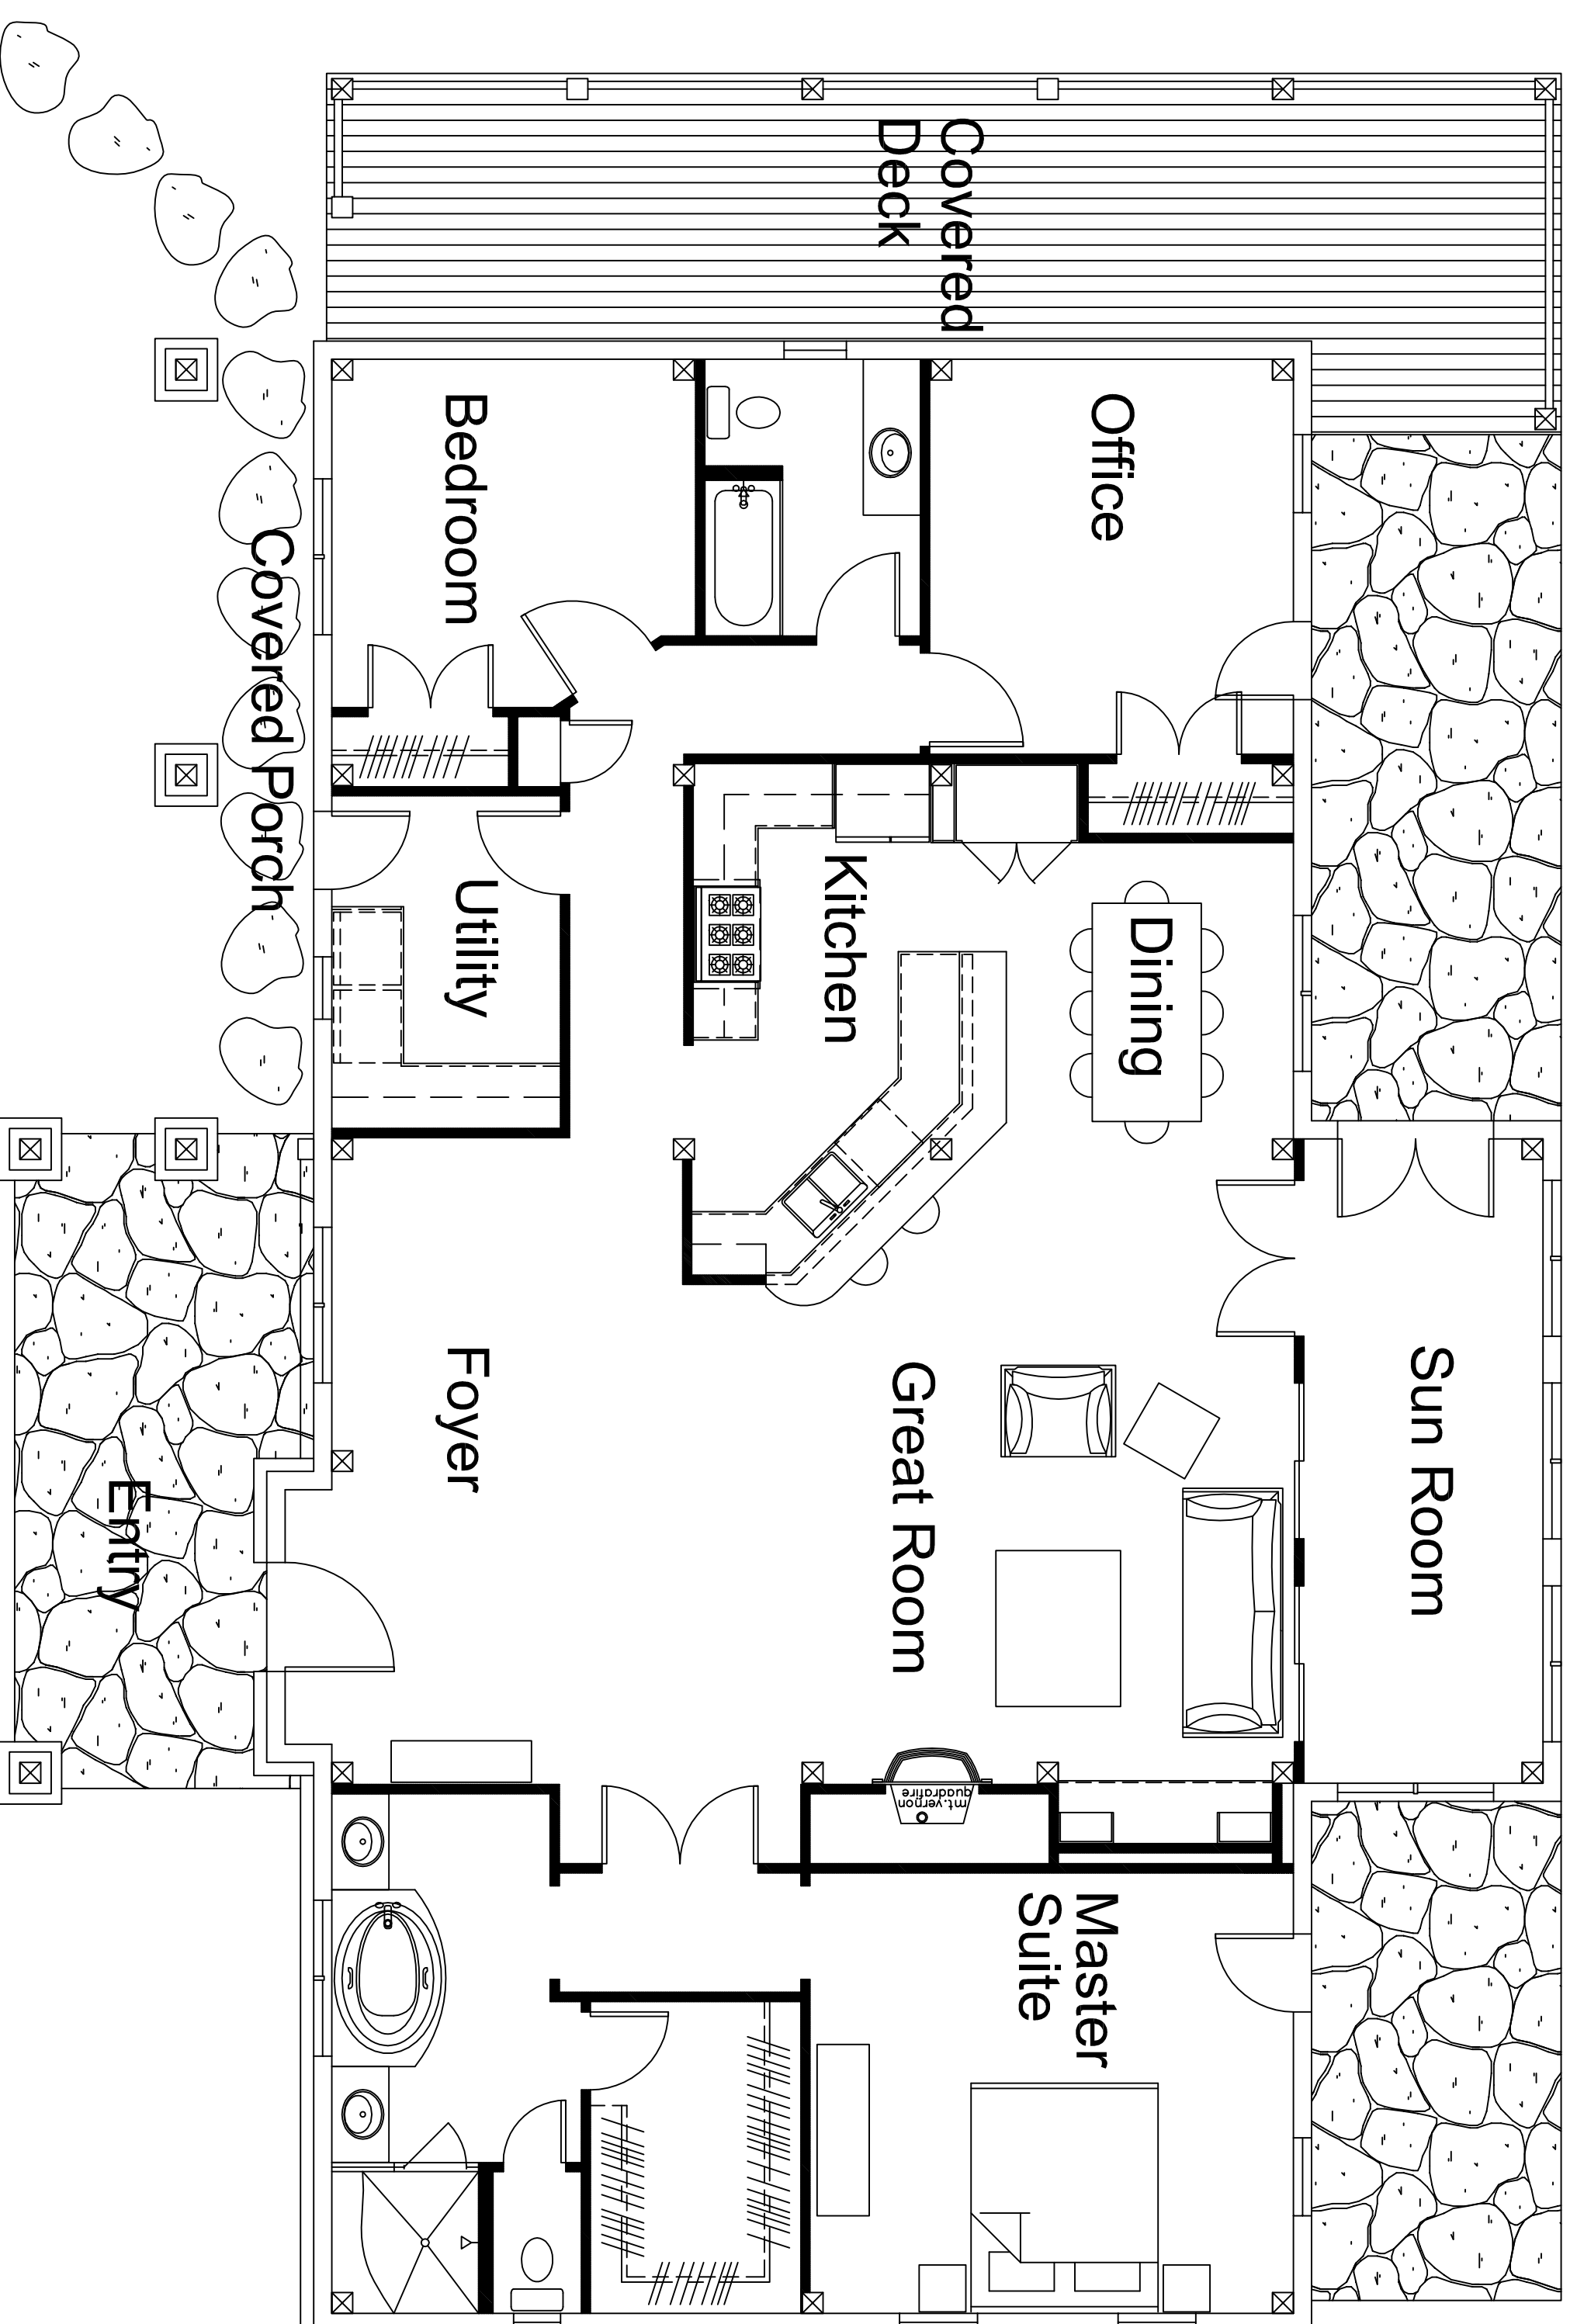 Covered
Deck
Office
Bedroom
Covered Porch
Utility
Kitchen
Dining
Sun Room
Great Room
Foyer
Entry
mt.vernon
quadrafire
Master
Suite